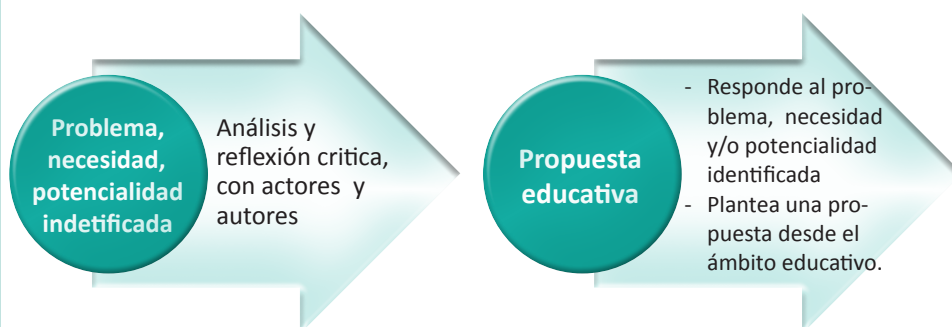 Problema,
necesidad,
potencialidad
indetificada
Análisis y
reflexión critica,
con actores y
autores
Propuesta
educativa
- Responde al pro-
blema, necesidad
y/o potencialidad
identificada
- Plantea una pro-
puesta desde el
ámbito educativo.